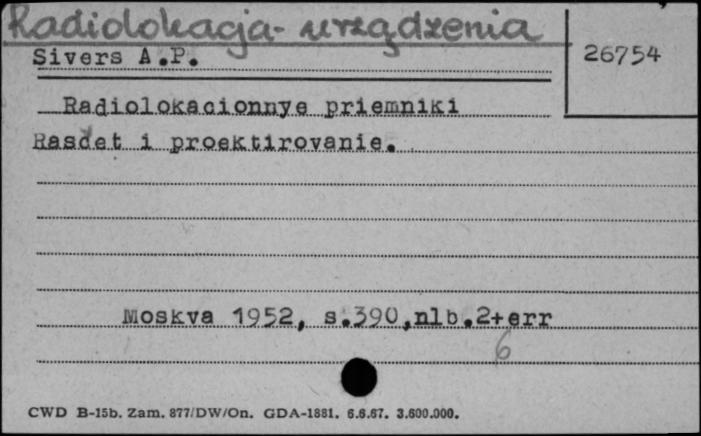 Radiolokacja - urządzenia
Sivers A.P.
26754
Radiolokacionnye priemniki
Rasčet i proektirovanie.
Moskva 1952, s.390,nlb.2+err
6
CWD B-15b. Zam. 877/DW/On. GDA-1881. 6.6.67. 3.600.000.